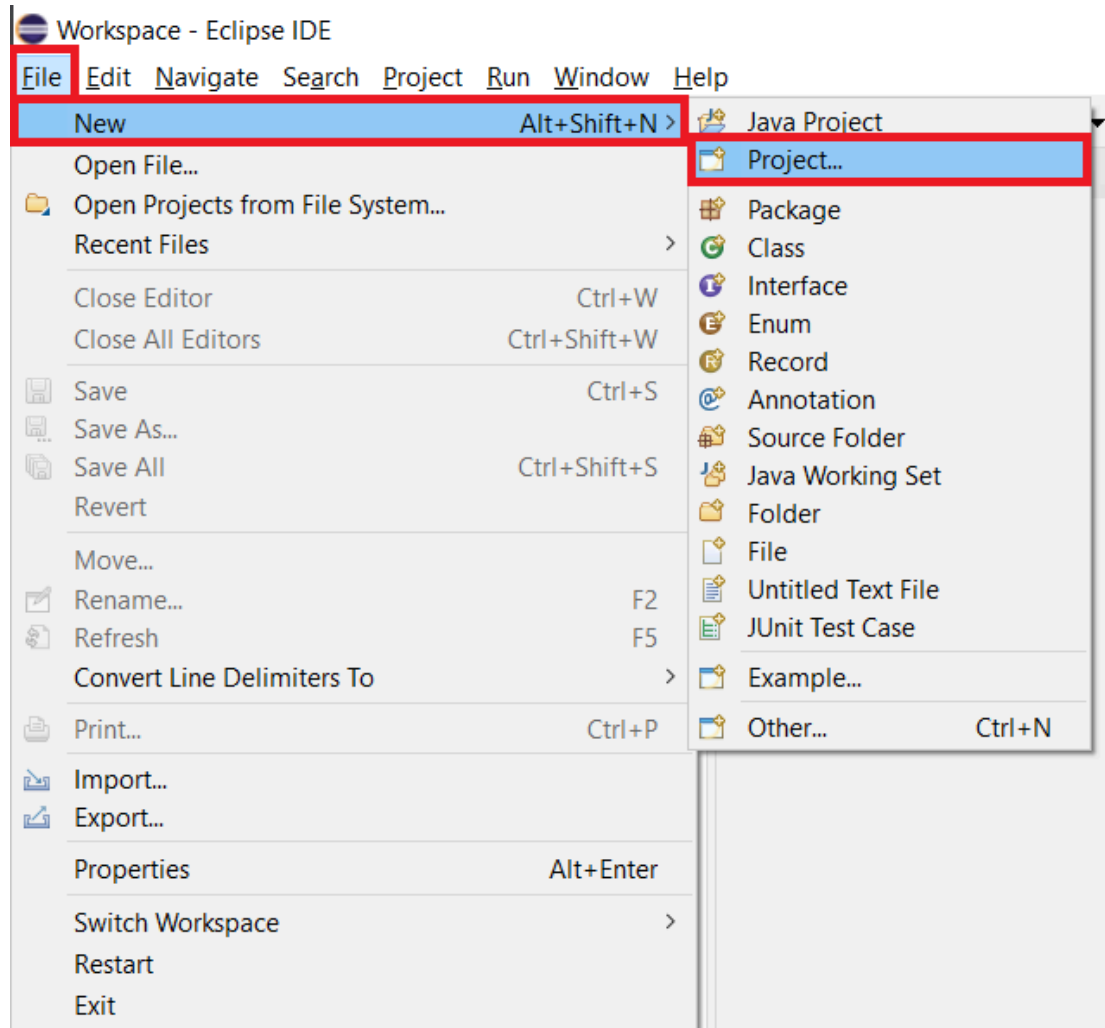 Workspace - Eclipse IDE
File Edit Navigate Search Project Run Window Help
New Alt+Shift+N >
Open File...
Open Projects from File System...
Recent Files >
Close Editor Ctrl+W
Close All Editors Ctrl+Shift+W
Save Ctrl+S
Save As...
Save All Ctrl+Shift+S
Revert
Move...
Rename... F2
Refresh F5
Convert Line Delimiters To >
Print... Ctrl+P
Import...
Export...
Properties Alt+Enter
Switch Workspace >
Restart
Exit
Java Project
Project...
Package
Class
Interface
Enum
Record
Annotation
Source Folder
Java Working Set
Folder
File
Untitled Text File
JUnit Test Case
Example...
Other... Ctrl+N